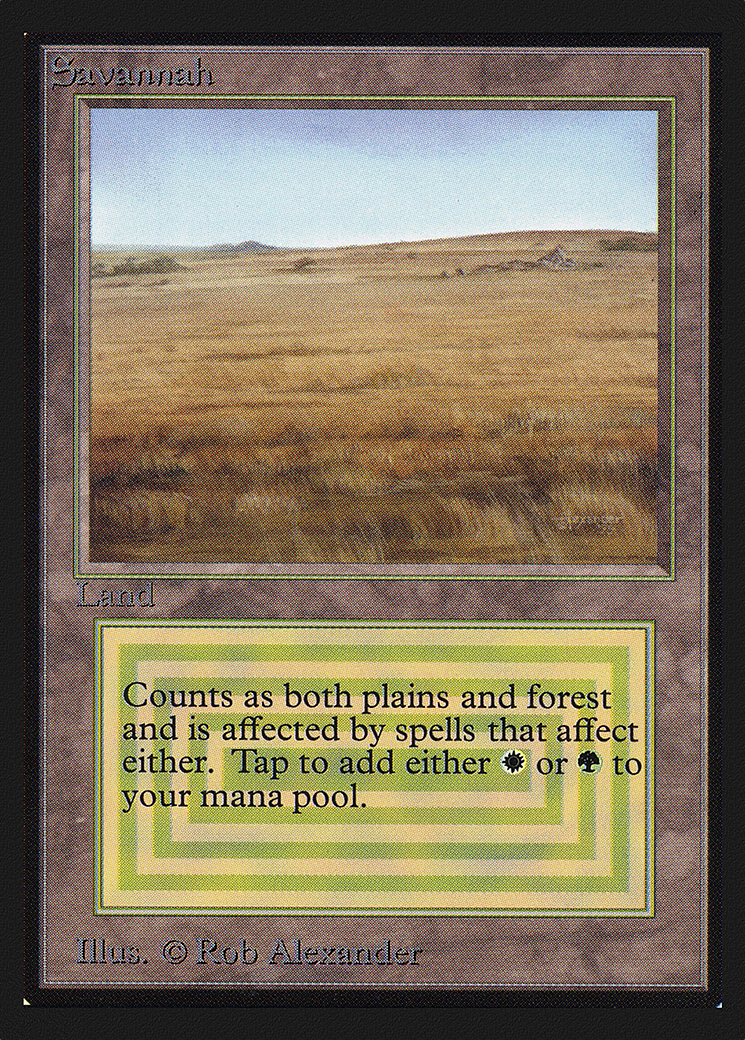 Savannah
Land
Counts as both plains and forest
and is affected by spells that affect
either. Tap to add either or to
your mana pool.
Illus. © Rob Alexander